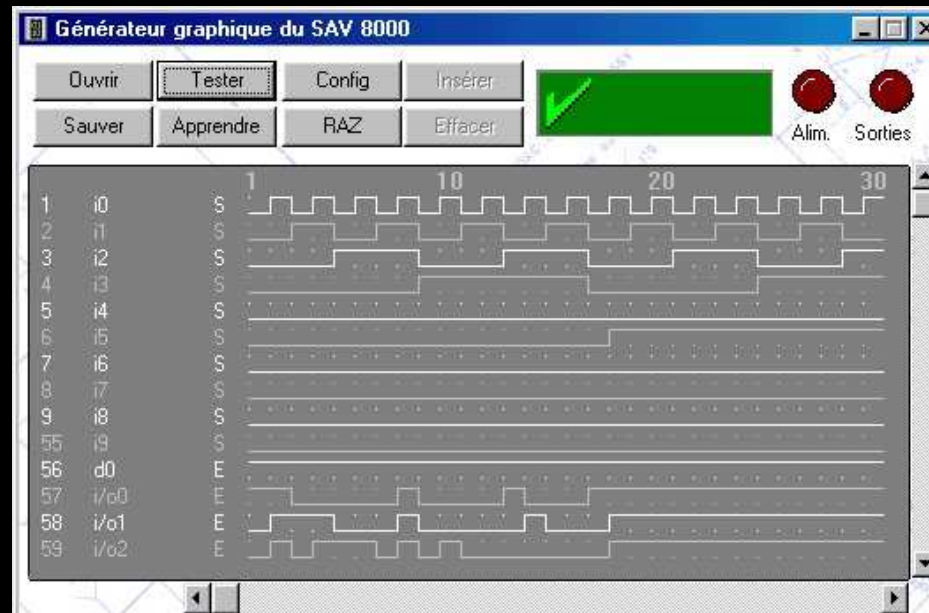 Générateur graphique du SAV 8000
Ouvrir Tester Config Insérer
Sauver Apprendre RAZ Effacer
Alim. Sorties
1 10 20 30
1 i0 S
2 i1 S
3 i2 S
4 i3 S
5 i4 S
6 i5 S
7 i6 S
8 i7 S
9 i8 S
55 i9 S
56 d0 E
57 i/o0 E
58 i/o1 E
59 i/o2 E